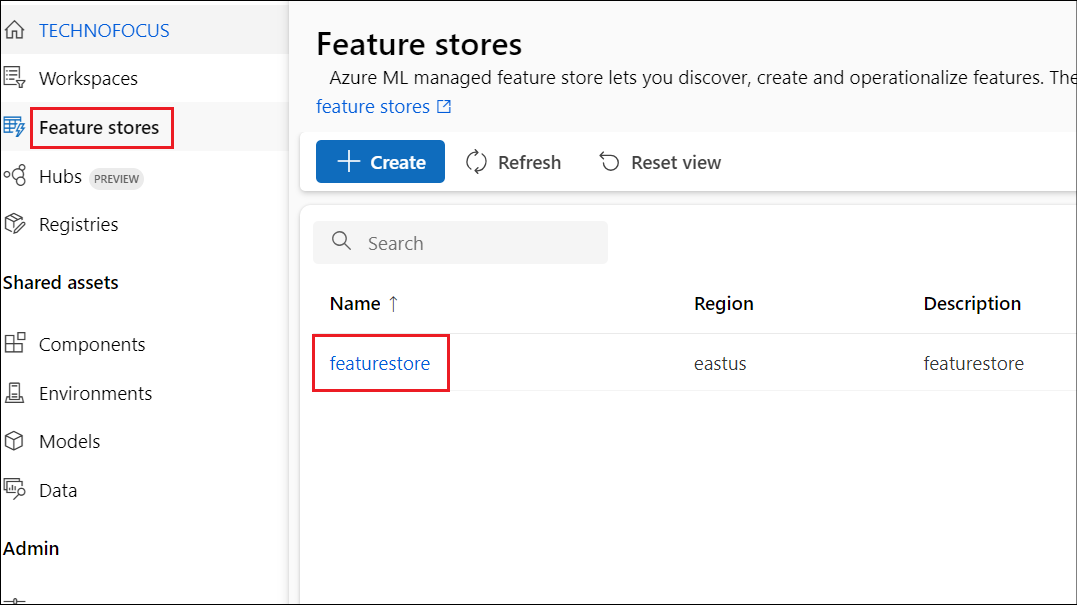 TECHNOFOCUS
Workspaces
Feature stores
Hubs PREVIEW
Registries
Shared assets
Components
Environments
Models
Data
Admin
Feature stores
Azure ML managed feature store lets you discover, create and operationalize features. The
feature stores
Create Refresh Reset view
Search
Name ↑ Region Description
featurestore eastus featurestore